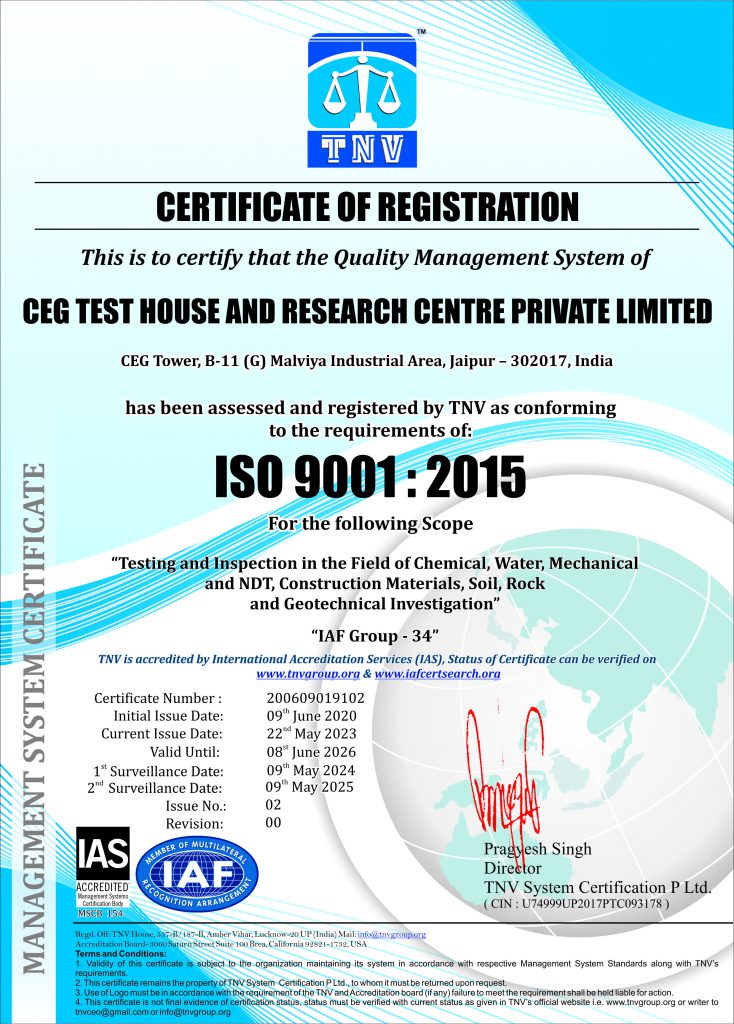 TM
TNV
CERTIFICATE OF REGISTRATION
This is to certify that the Quality Management System of
CEG TEST HOUSE AND RESEARCH CENTRE PRIVATE LIMITED
CEG Tower, B-11 (G) Malviya Industrial Area, Jaipur – 302017, India
has been assessed and registered by TNV as conforming
to the requirements of:
ISO 9001 : 2015
For the following Scope
“Testing and Inspection in the Field of Chemical, Water, Mechanical
and NDT, Construction Materials, Soil, Rock
and Geotechnical Investigation”
“IAF Group - 34”
TNV is accredited by International Accreditation Services (IAS), Status of Certificate can be verified on
www.tnvgroup.org & www.iafcertsearch.org
Certificate Number : 200609019102
Initial Issue Date: 09th June 2020
Current Issue Date: 22nd May 2023
Valid Until: 08st June 2026
1st Surveillance Date: 09th May 2024
2nd Surveillance Date: 09th May 2025
Issue No.: 02
Revision: 00
MANAGEMENT SYSTEM CERTIFICATE
IAS
ACCREDITED
Management Systems
Certification Body
MSCB 154
MEMBER OF MULTILATERAL
IAF
RECOGNITION ARRANGEMENT
Pragyesh Singh
Director
TNV System Certification P Ltd.
( CIN : U74999UP2017PTC093178 )
Regd. Off: TNV House, 537-B/187-B, Amber Vihar, Lucknow-20 UP (India) Mail: info@tnvgroup.org
Accreditation Board-3060 Saturn Street Suite 100 Brea, California 92821-1732, USA
Terms and Conditions:
1. Validity of this certificate is subject to the organization maintaining its system in accordance with respective Management System Standards along with TNV's
requirements.
2. This certificate remains the property of TNV System Certification P Ltd., to whom it must be returned upon request.
3. Use of Logo must be in accordance with the requirement of the TNV and Accreditation board (if any) failure to meet the requirement shall be held liable for action.
4. This certificate is not final evidence of certification status, status must be verified with current status as given in TNV's official website i.e. www.tnvgroup.org or writer to
tnvceo@gmail.com or info@tnvgroup.org